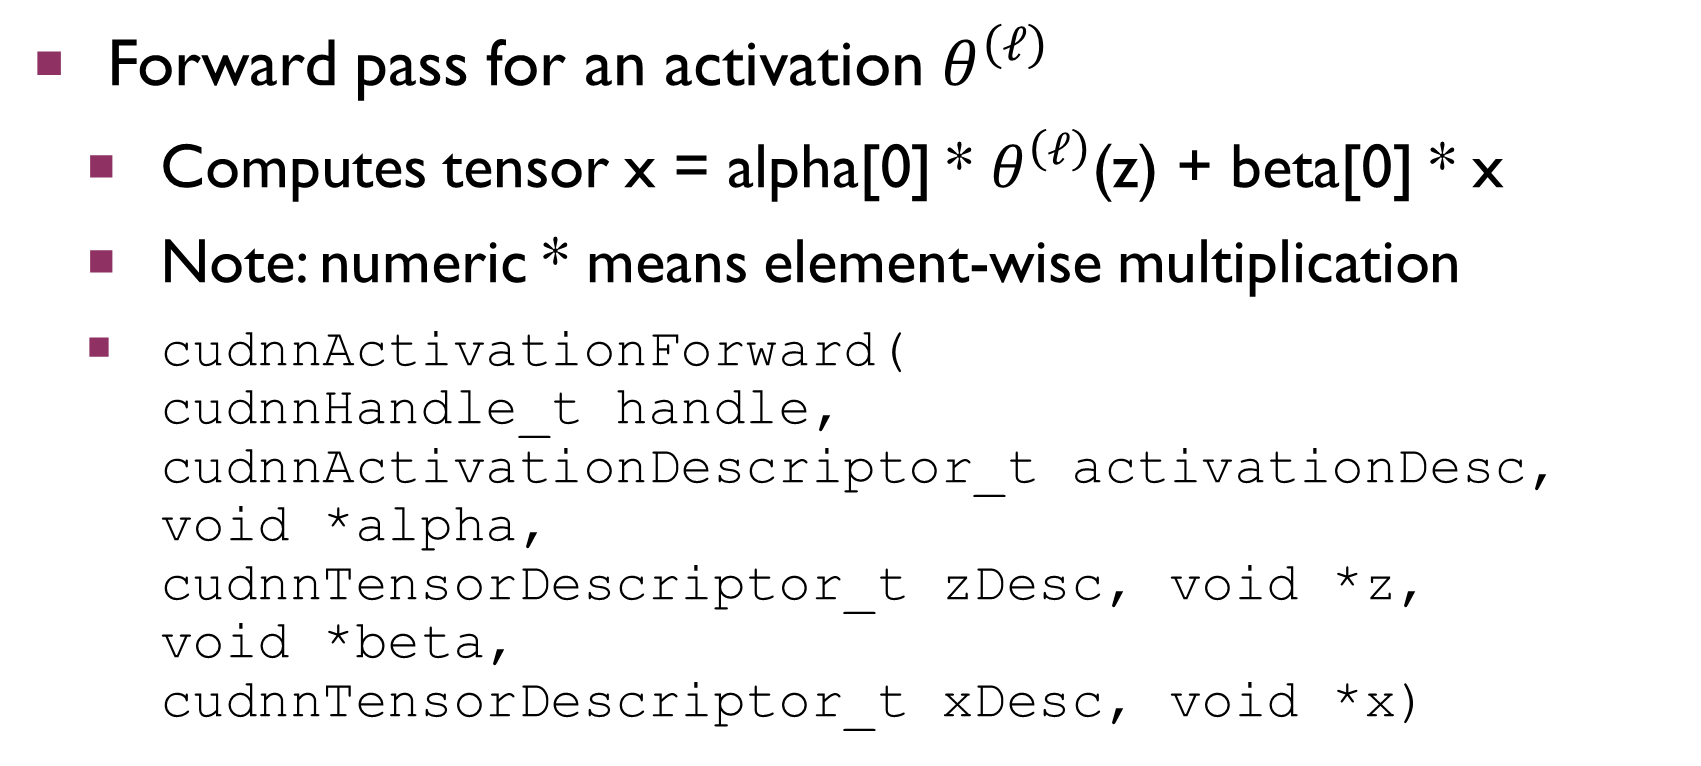 Forward pass for an activation θ^(ℓ)
Computes tensor x = alpha[0] * θ^(ℓ)(z) + beta[0] * x
Note: numeric * means element-wise multiplication
cudnnActivationForward(
cudnnHandle_t handle,
cudnnActivationDescriptor_t activationDesc,
void *alpha,
cudnnTensorDescriptor_t zDesc, void *z,
void *beta,
cudnnTensorDescriptor_t xDesc, void *x)